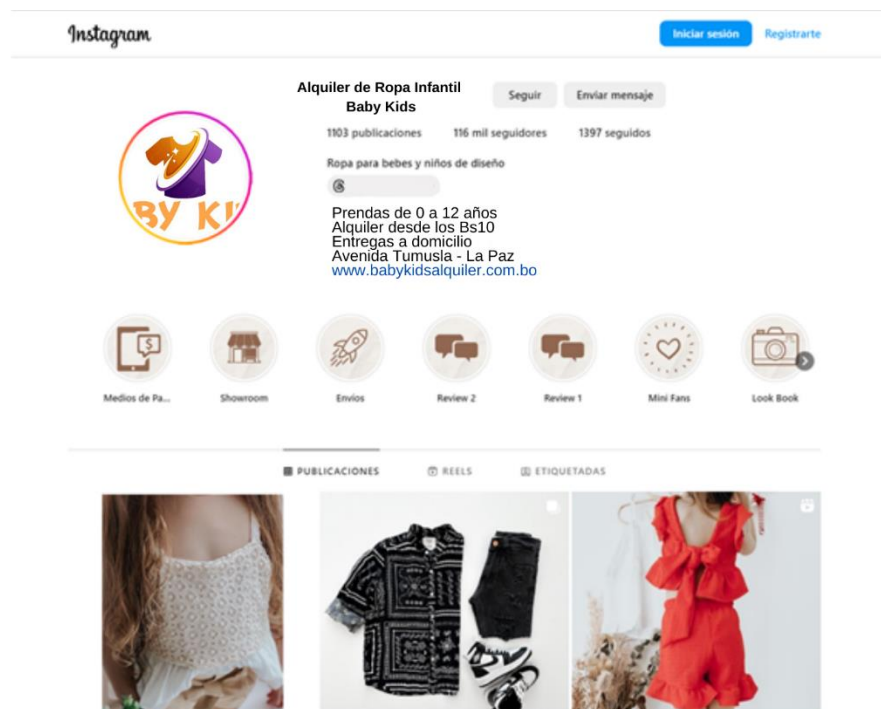 Instagram
Iniciar sesión
Registrarte
Alquiler de Ropa Infantil
Baby Kids
Seguir
Enviar mensaje
1103 publicaciones
116 mil seguidores
1397 seguidos
Ropa para bebes y niños de diseño
BY KI
Prendas de 0 a 12 años
Alquiler desde los Bs10
Entregas a domicilio
Avenida Tumusla - La Paz
www.babykidsalquiler.com.bo
Medios de Pa...
Showroom
Envíos
Review 2
Review 1
Mini Fans
Look Book
PUBLICACIONES
REELS
ETIQUETADAS